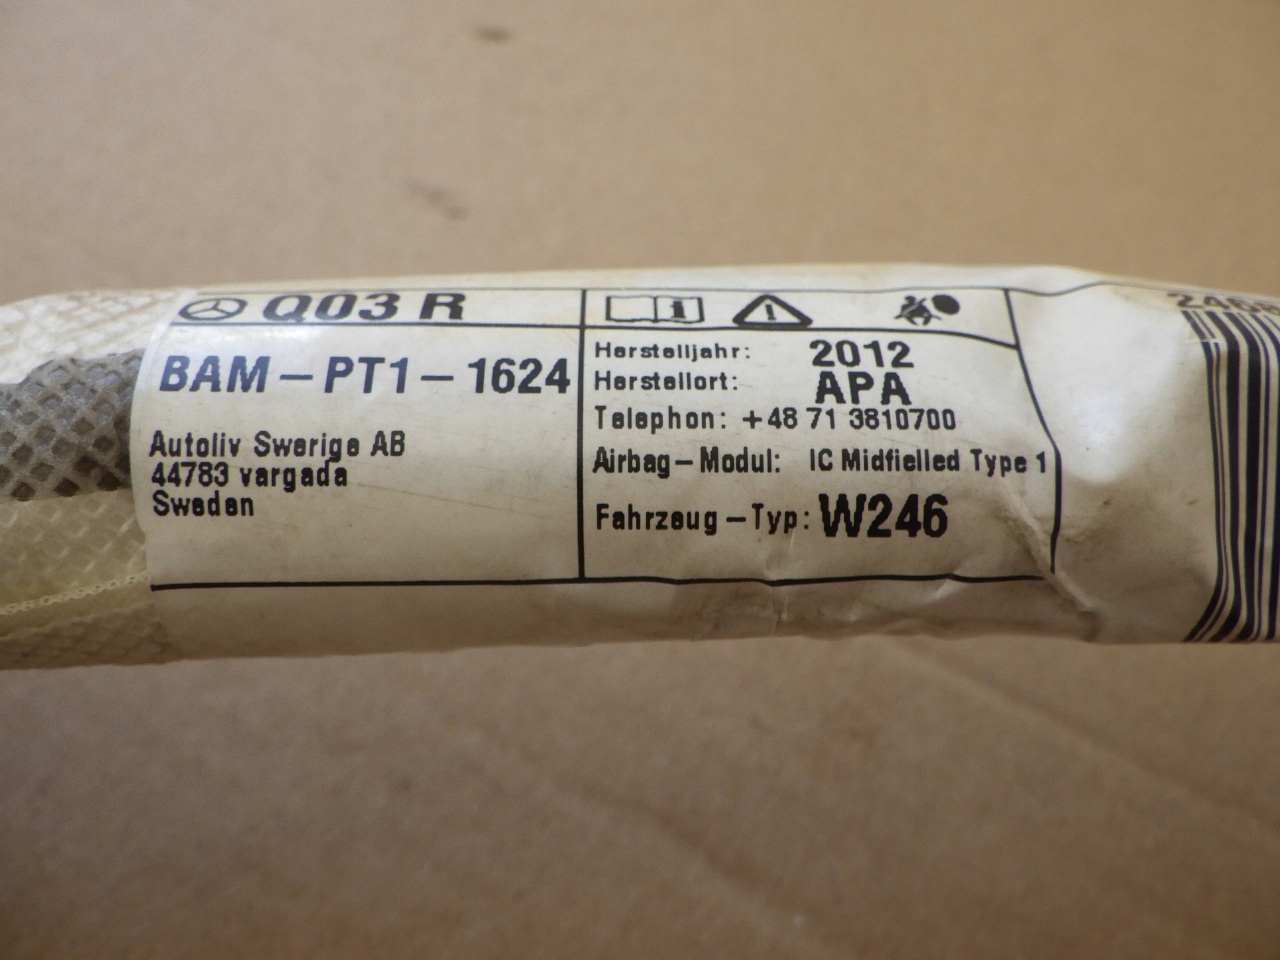 Q03 R
BAM-PT1-1624
Autoliv Swerige AB
44783 vargada
Sweden
i
!
Herstelljahr: 2012
Herstellort: APA
Telephon: +48 71 3810700
Airbag-Modul: IC Midfielled Type 1
Fahrzeug-Typ: W246